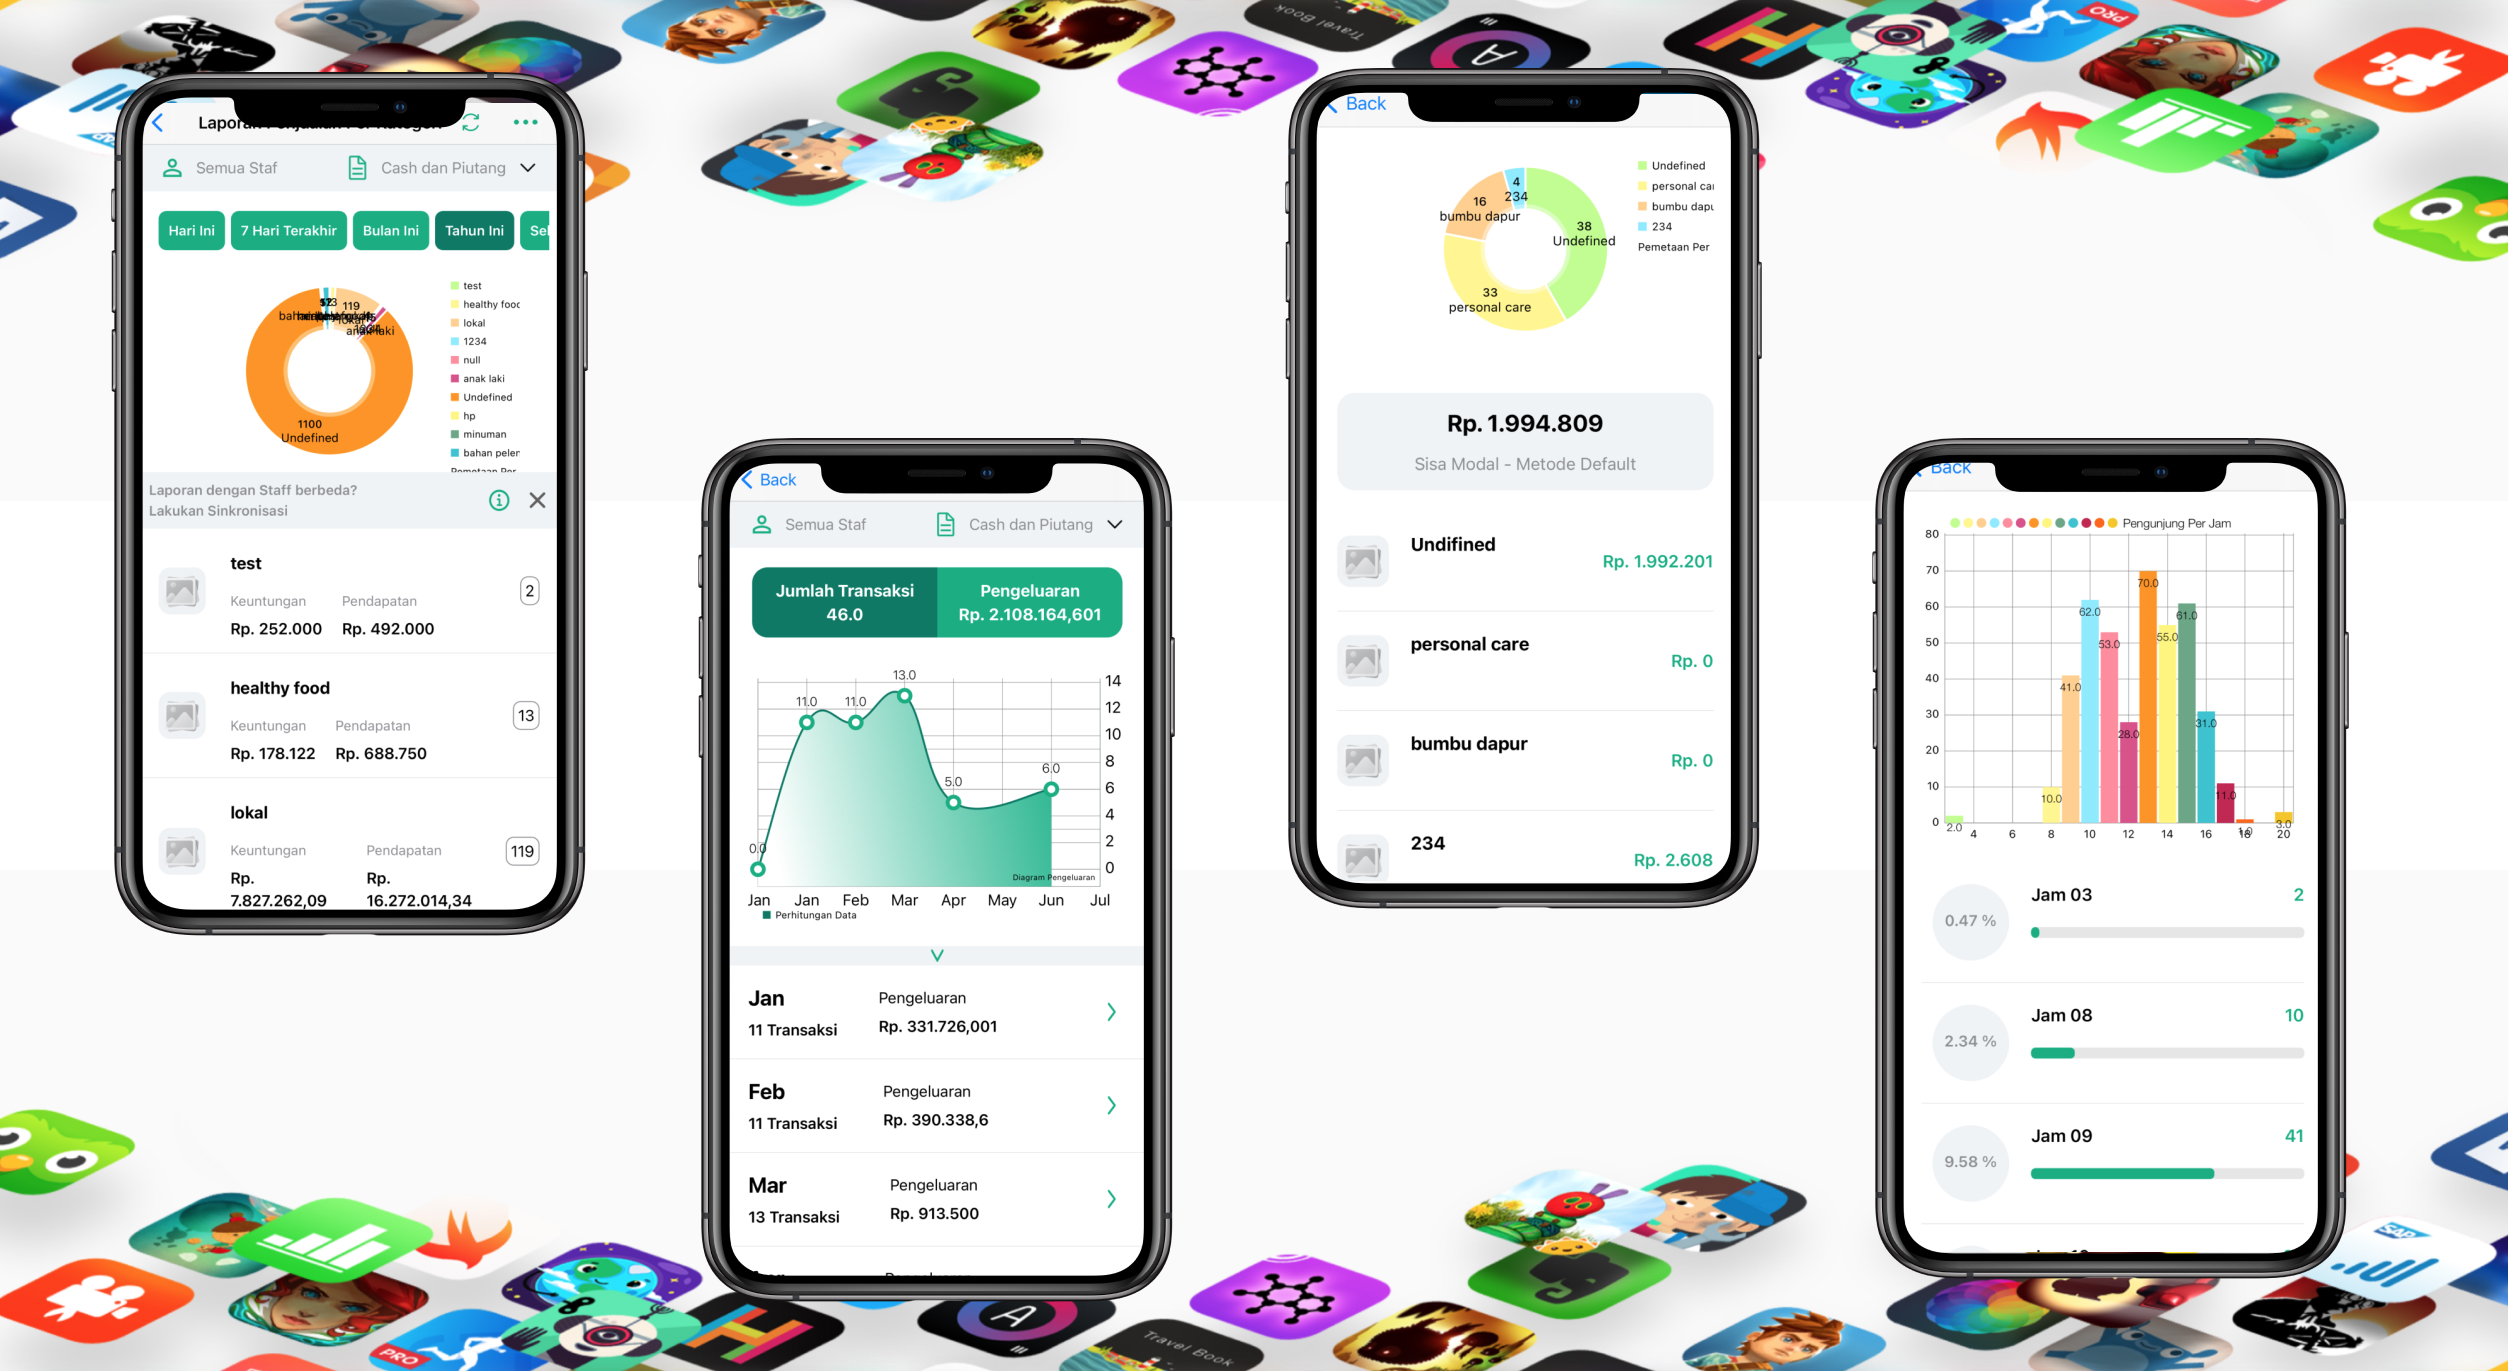 Semua Staf
Cash dan Piutang
Hari Ini
7 Hari Terakhir
Bulan Ini
Tahun Ini
Sel
119
1100
Undefined
test
healthy food
lokal
1234
null
anak laki
Undefined
hp
minuman
bahan pelen
Laporan dengan Staff berbeda?
Lakukan Sinkronisasi
test
Keuntungan
Pendapatan
Rp. 252.000
Rp. 492.000
2
healthy food
Keuntungan
Pendapatan
Rp. 178.122
Rp. 688.750
13
lokal
Keuntungan
Pendapatan
Rp.
7.827.262,09
Rp.
16.272.014,34
119
Back
Semua Staf
Cash dan Piutang
Jumlah Transaksi
46.0
Pengeluaran
Rp. 2.108.164,601
0.0
11.0
11.0
13.0
5.0
6.0
14
12
10
8
6
4
2
0
Diagram Pengeluaran
Jan Jan Feb Mar Apr May Jun Jul
Perhitungan Data
Jan
11 Transaksi
Pengeluaran
Rp. 331.726,001
Feb
11 Transaksi
Pengeluaran
Rp. 390.338,6
Mar
13 Transaksi
Pengeluaran
Rp. 913.500
Back
4
234
16
bumbu dapur
38
Undefined
33
personal care
Undefined
personal car
bumbu dapu
234
Pemetaan Per
Rp. 1.994.809
Sisa Modal - Metode Default
Undifined
Rp. 1.992.201
personal care
Rp. 0
bumbu dapur
Rp. 0
234
Rp. 2.608
Back
Pengunjung Per Jam
80
70
60
50
40
30
20
10
0
2.0
10.0
41.0
62.0
53.0
28.0
70.0
55.0
61.0
31.0
11.0
1.0
3.0
4 6 8 10 12 14 16 18 20
0.47 %
Jam 03
2
2.34 %
Jam 08
10
9.58 %
Jam 09
41
Travel Book
PRO
A
PRO
A
Travel Book
SAP